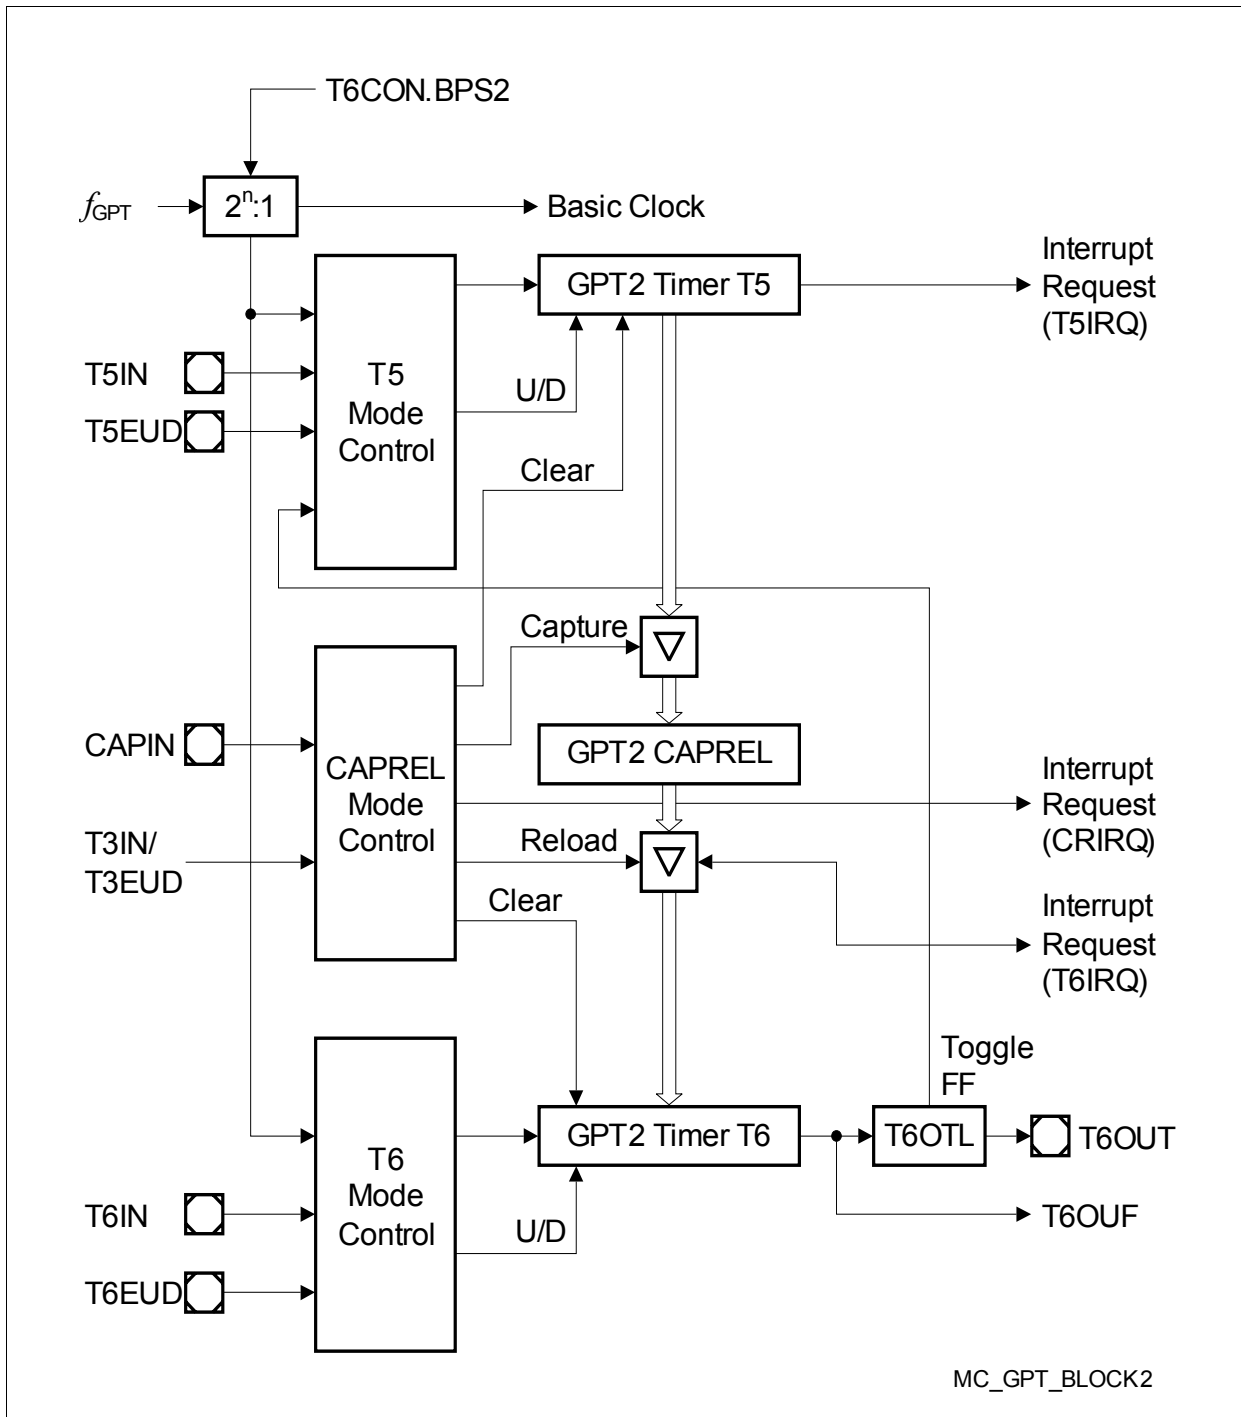 T6CON.BPS2
fGPT
2n:1
Basic Clock
Interrupt
Request
(T5IRQ)
GPT2 Timer T5
T5IN
T5
Mode
Control
U/D
T5EUD
Clear
Capture
CAPIN
CAPREL
Mode
Control
GPT2 CAPREL
Interrupt
Request
(CRIRQ)
T3IN/
T3EUD
Reload
Clear
Interrupt
Request
(T6IRQ)
Toggle
FF
T6
Mode
Control
GPT2 Timer T6
T6OTL
T6OUT
T6IN
U/D
T6OUF
T6EUD
MC_GPT_BLOCK2